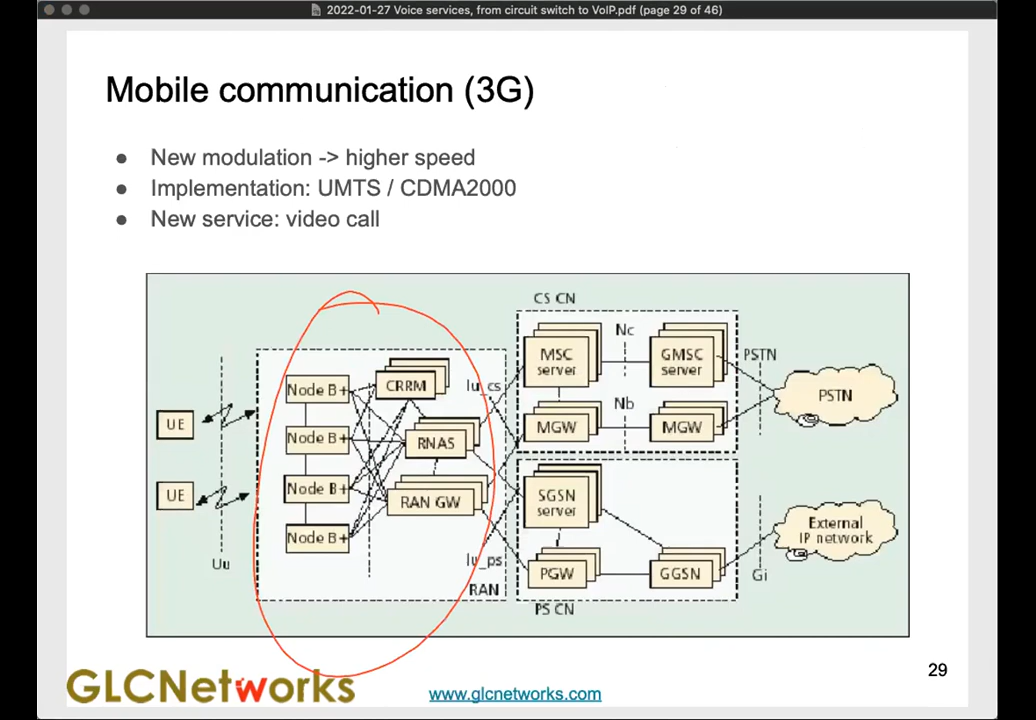 2022-01-27 Voice services, from circuit switch to VoIP.pdf (page 29 of 46)
Mobile communication (3G)
● New modulation -> higher speed
● Implementation: UMTS / CDMA2000
● New service: video call
CS CN
Nc
MSC server
GMSC server
PSTN
Node B+
CRRM
Iu_cs
PSTN
UE
Nb
Node B+
RNAS
MGW
MGW
UE
Node B+
RAN GW
SGSN server
External IP network
Node B+
Uu
Iu_ps
RAN
PGW
GGSN
Gi
PS CN
29
GLCNetworks
www.glcnetworks.com